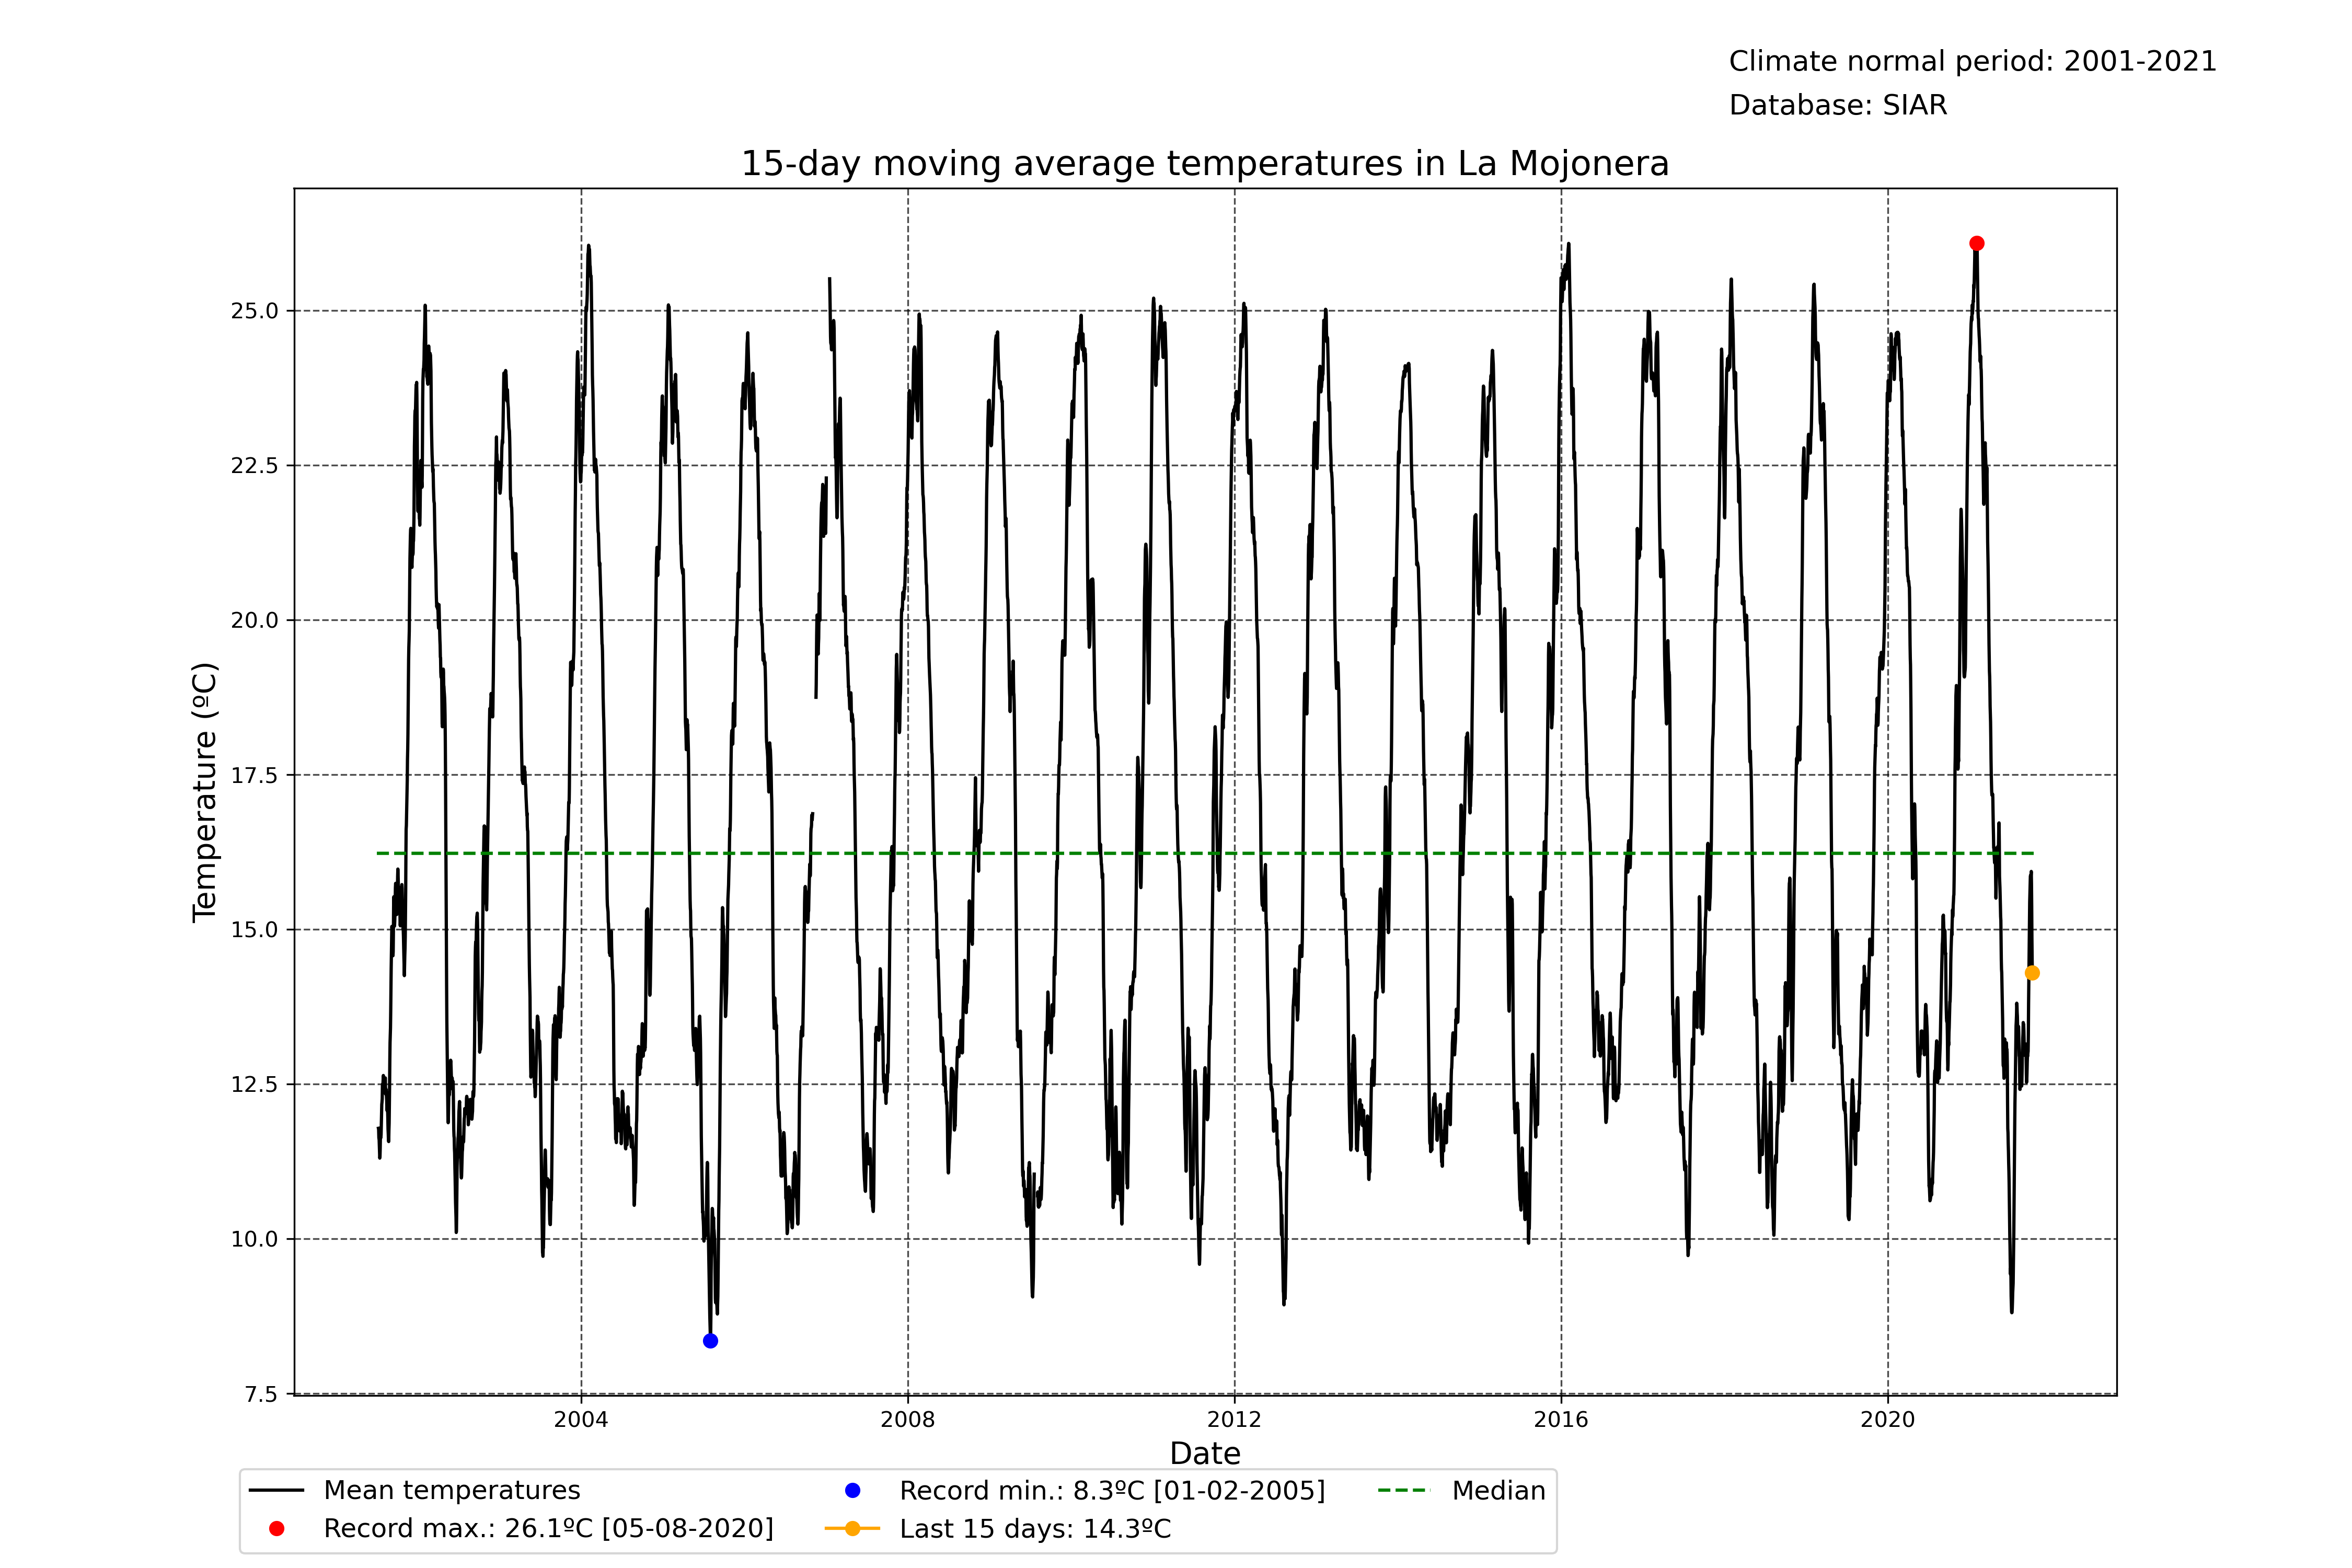 Climate normal period: 2001-2021
Database: SIAR
15-day moving average temperatures in La Mojonera
Temperature (ºC)
25.0
22.5
20.0
17.5
15.0
12.5
10.0
7.5
2004 2008 2012 2016 2020
Date
Mean temperatures Record min.: 8.3ºC [01-02-2005] Median
Record max.: 26.1ºC [05-08-2020] Last 15 days: 14.3ºC